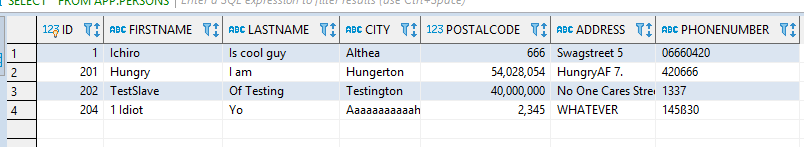 SELECT * FROM APP.PERSONS Enter a SQL expression to filter results (use Ctrl+Space)
123 ID ABC FIRSTNAME ABC LASTNAME ABC CITY 123 POSTALCODE ABC ADDRESS ABC PHONENUMBER
1 1 Ichiro Is cool guy Althea 666 Swagstreet 5 06660420
2 201 Hungry I am Hungerton 54,028,054 HungryAF 7. 420666
3 202 TestSlave Of Testing Testington 40,000,000 No One Cares Stre 1337
4 204 1 Idiot Yo Aaaaaaaaaaah 2,345 WHATEVER 145ß30